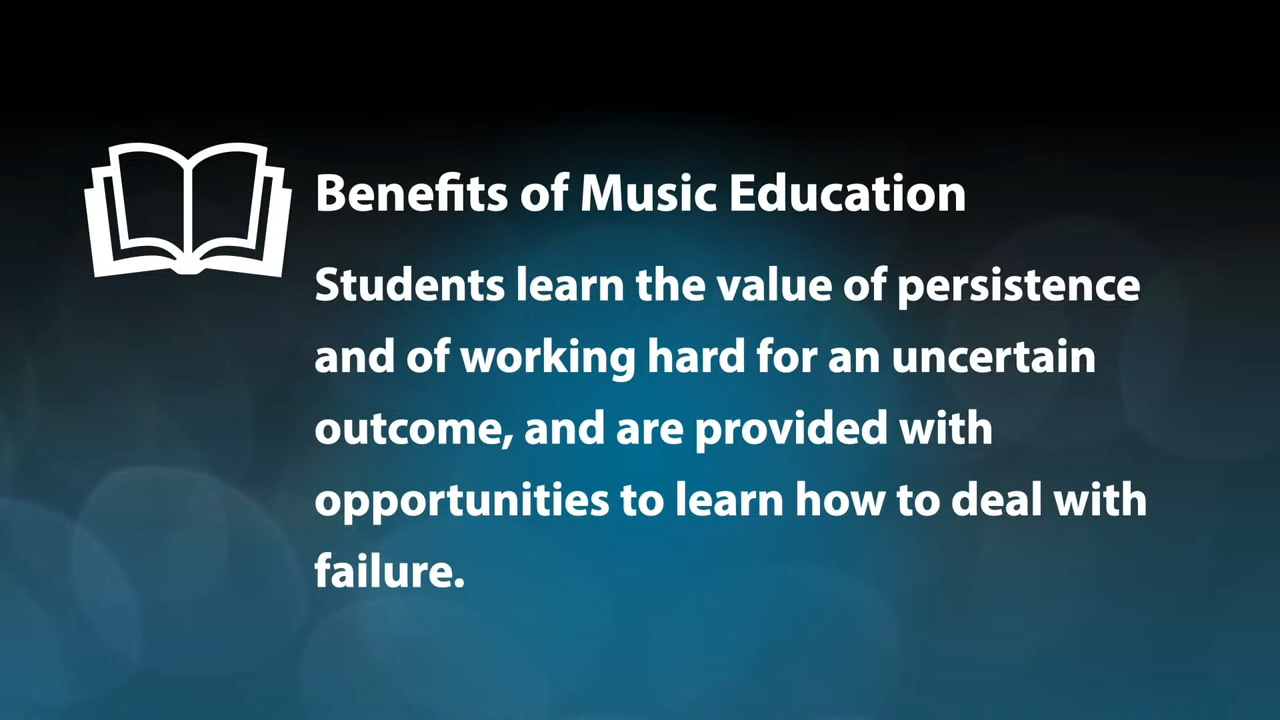 Benefits of Music Education
Students learn the value of persistence
and of working hard for an uncertain
outcome, and are provided with
opportunities to learn how to deal with
failure.